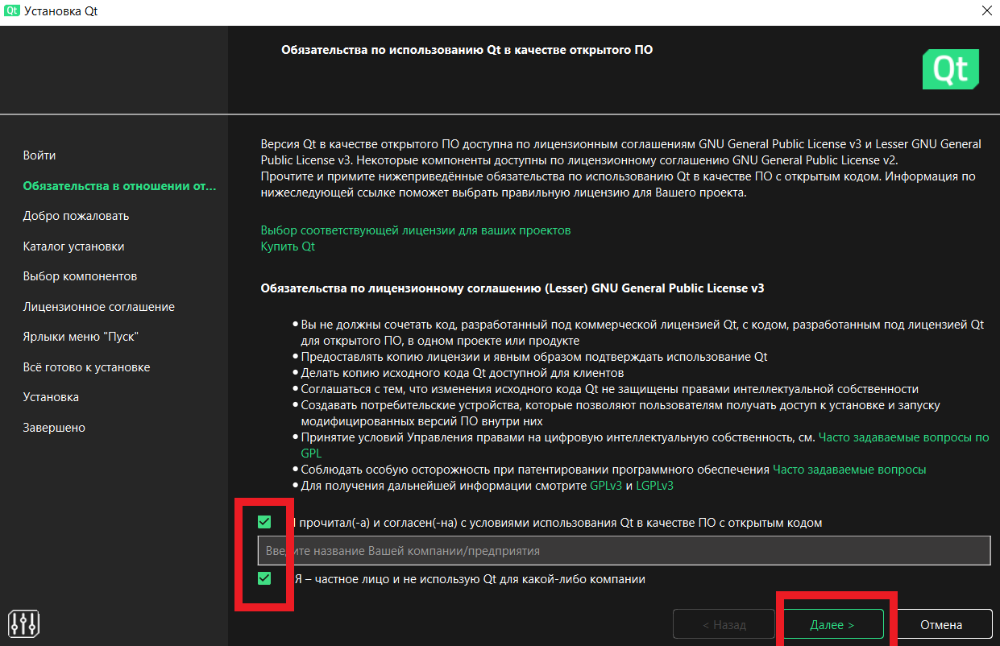 Qt Установка Qt
Обязательства по использованию Qt в качестве открытого ПО
Qt
Войти
Обязательства в отношении от...
Добро пожаловать
Каталог установки
Выбор компонентов
Лицензионное соглашение
Ярлыки меню "Пуск"
Всё готово к установке
Установка
Завершено
Версия Qt в качестве открытого ПО доступна по лицензионным соглашениям GNU General Public License v3 и Lesser GNU General
Public License v3. Некоторые компоненты доступны по лицензионному соглашению GNU General Public License v2.
Прочтите и примите нижеприведённые обязательства по использованию Qt в качестве ПО с открытым кодом. Информация по
нижеследующей ссылке поможет выбрать правильную лицензию для Вашего проекта.
Выбор соответствующей лицензии для ваших проектов
Купить Qt
Обязательства по лицензионному соглашению (Lesser) GNU General Public License v3
• Вы не должны сочетать код, разработанный под коммерческой лицензией Qt, с кодом, разработанным под лицензией Qt
для открытого ПО, в одном проекте или продукте
• Предоставлять копию лицензии и явным образом подтверждать использование Qt
• Делать копию исходного кода Qt доступной для клиентов
• Соглашаться с тем, что изменения исходного кода Qt не защищены правами интеллектуальной собственности
• Создавать потребительские устройства, которые позволяют пользователям получать доступ к установке и запуску
модифицированных версий ПО внутри них
• Принятие условий Управления правами на цифровую интеллектуальную собственность, см. Часто задаваемые вопросы по
GPL
• Соблюдать особую осторожность при патентировании программного обеспечения Часто задаваемые вопросы
• Для получения дальнейшей информации смотрите GPLv3 и LGPLv3
прочитал(-а) и согласен(-на) с условиями использования Qt в качестве ПО с открытым кодом
Введите название Вашей компании/предприятия
Я – частное лицо и не использую Qt для какой-либо компании
< Назад
Далее >
Отмена